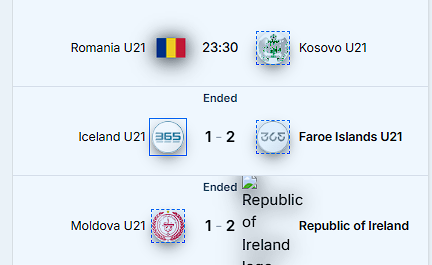 Romania U21 23:30 Kosovo U21
Ended
Iceland U21 365 1 - 2 365 Faroe Islands U21
Ended
Moldova U21 1 - 2 Republic of Ireland logo Republic of Ireland